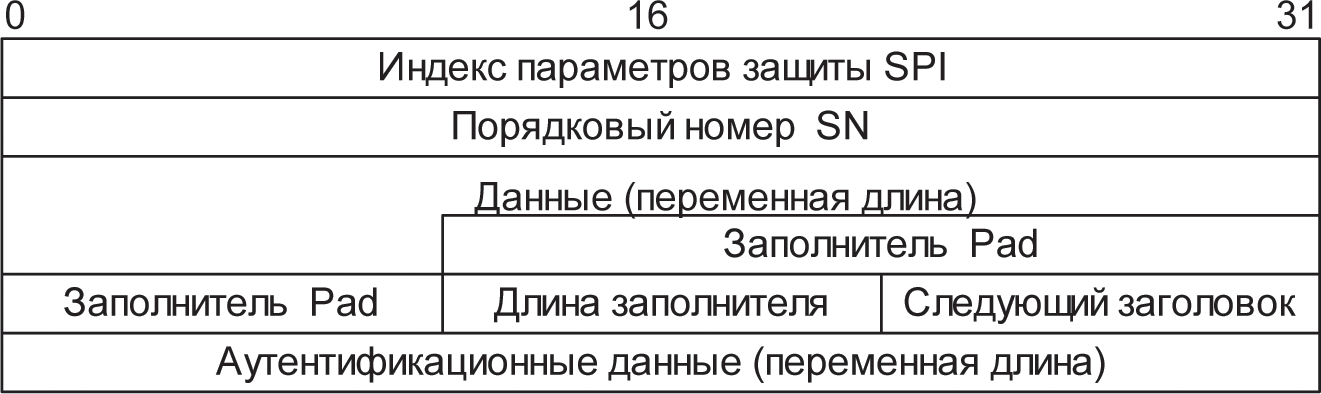 0 16 31
Индекс параметров защиты SPI
Порядковый номер SN
Данные (переменная длина)
Заполнитель Pad
Заполнитель Pad Длина заполнителя Следующий заголовок
Аутентификационные данные (переменная длина)